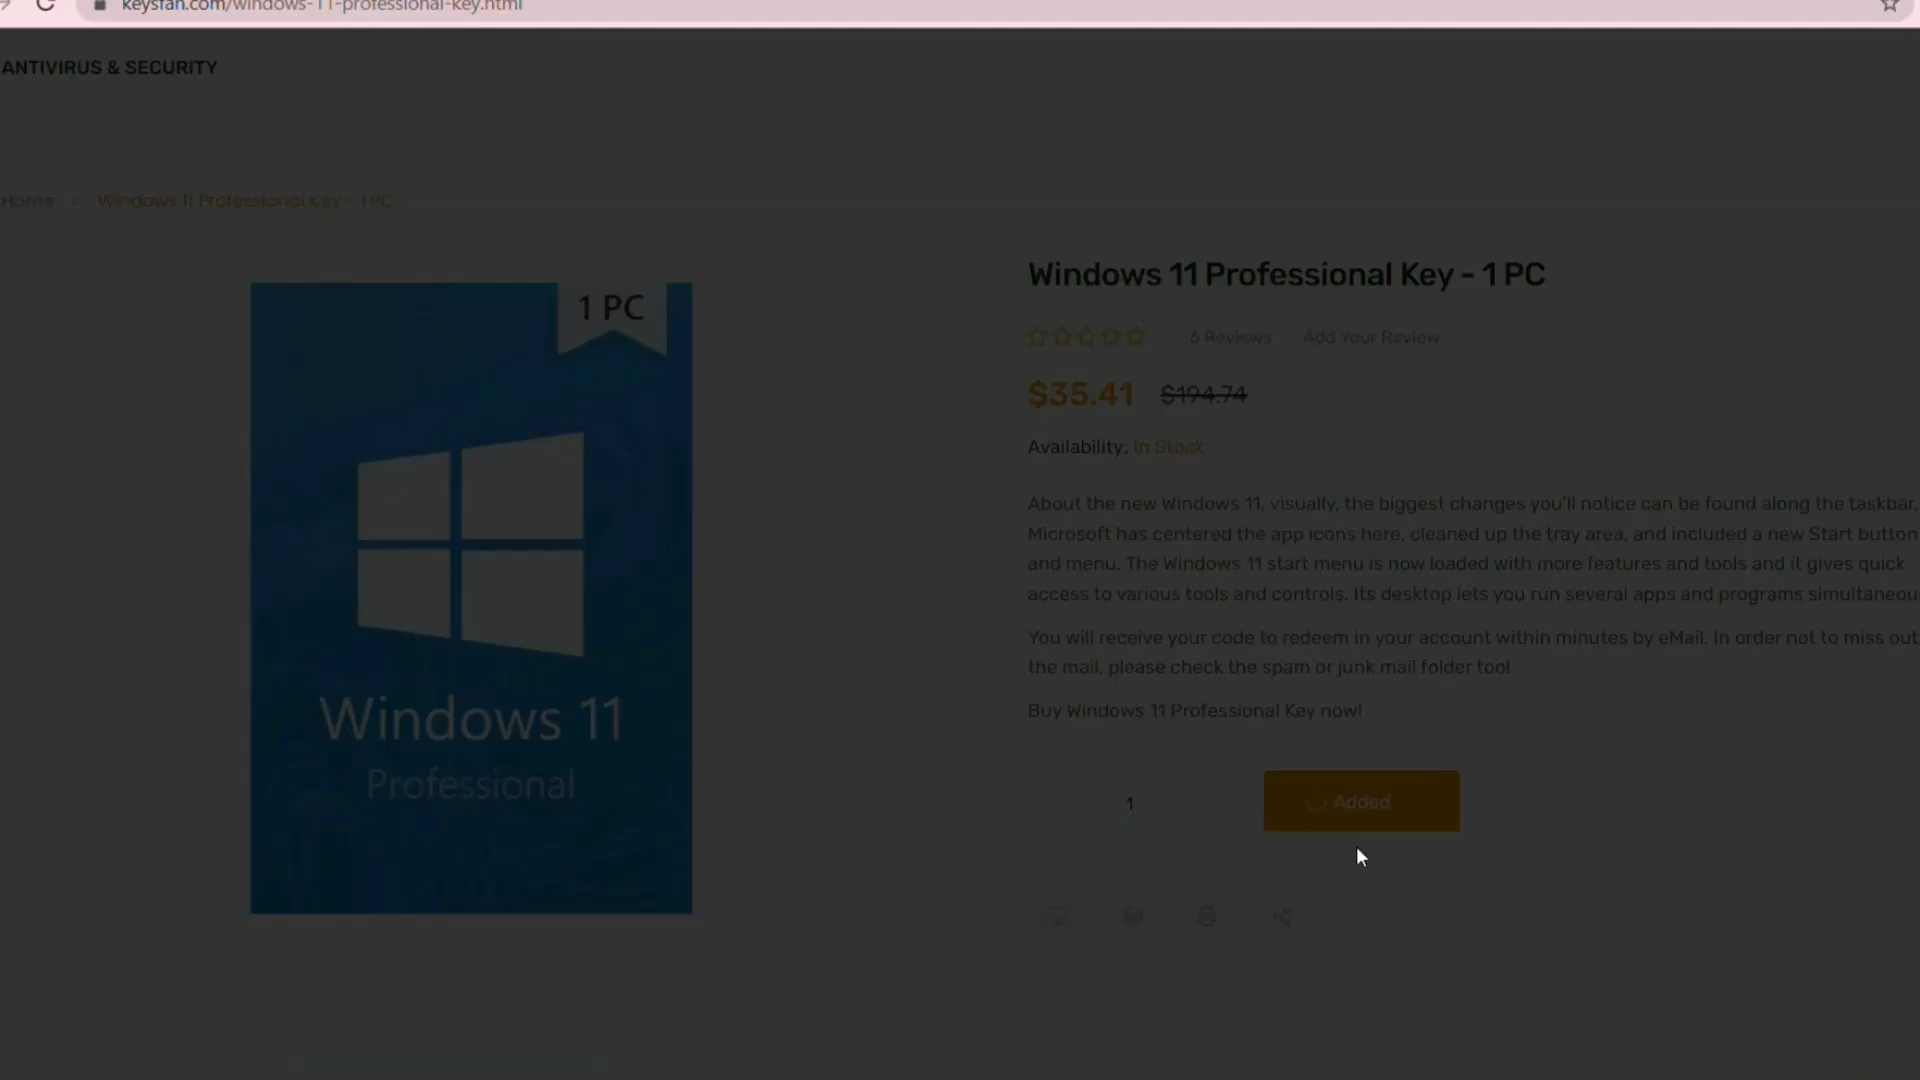 keysfan.com/windows-11-professional-key.html
ANTIVIRUS & SECURITY
Home
Windows 11 Professional Key - 1 PC
1 PC
Windows 11
Professional
Windows 11 Professional Key - 1 PC
6 Reviews Add Your Review
$35.41 $194.74
Availability: In Stock
About the new Windows 11, visually, the biggest changes you'll notice can be found along the taskbar.
Microsoft has centered the app icons here, cleaned up the tray area, and included a new Start button
and menu. The Windows 11 start menu is now loaded with more features and tools and it gives quick
access to various tools and controls. Its desktop lets you run several apps and programs simultaneou
You will receive your code to redeem in your account within minutes by eMail. In order not to miss out
the mail, please check the spam or junk mail folder too!
Buy Windows 11 Professional Key now!
1
Added